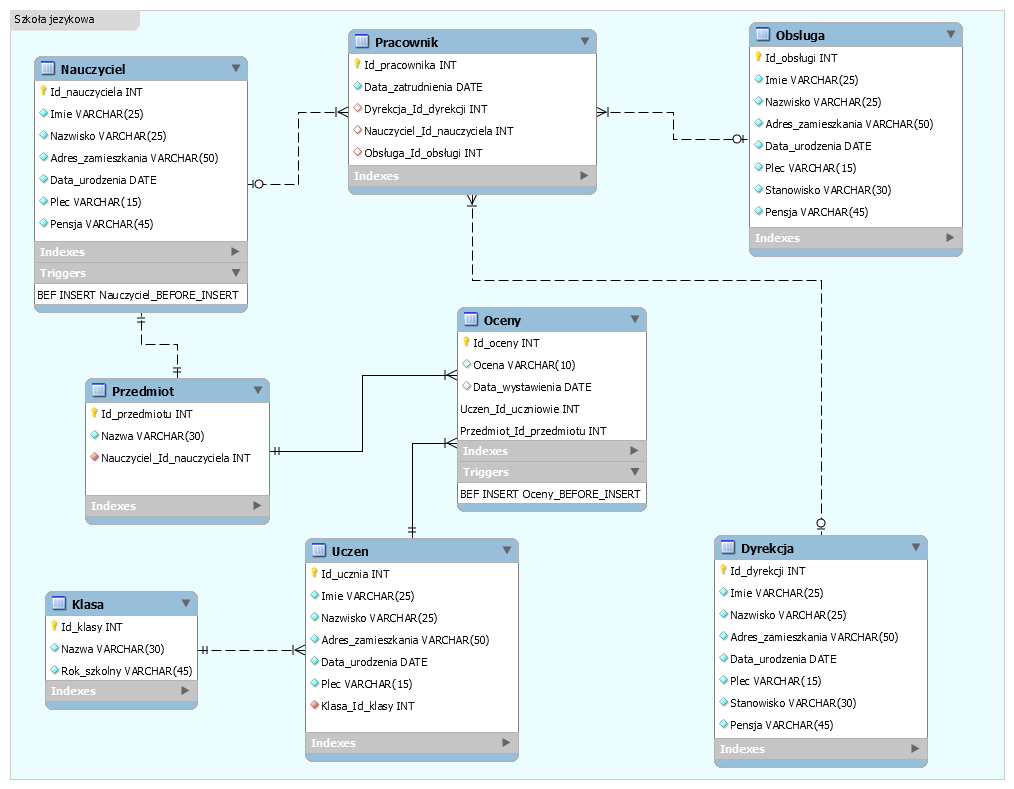 Szkoła jezykowa
Nauczyciel
Id_nauczyciela INT
Imie VARCHAR(25)
Nazwisko VARCHAR(25)
Adres_zamieszkania VARCHAR(50)
Data_urodzenia DATE
Plec VARCHAR(15)
Pensja VARCHAR(45)
Indexes
Triggers
BEF INSERT Nauczyciel_BEFORE_INSERT
Pracownik
Id_pracownika INT
Data_zatrudnienia DATE
Dyrekcja_Id_dyrekcji INT
Nauczyciel_Id_nauczyciela INT
Obsługa_Id_obsługi INT
Indexes
Obsluga
Id_obsługi INT
Imie VARCHAR(25)
Nazwisko VARCHAR(25)
Adres_zamieszkania VARCHAR(50)
Data_urodzenia DATE
Plec VARCHAR(15)
Stanowisko VARCHAR(30)
Pensja VARCHAR(45)
Indexes
Przedmiot
Id_przedmiotu INT
Nazwa VARCHAR(30)
Nauczyciel_Id_nauczyciela INT
Indexes
Oceny
Id_oceny INT
Ocena VARCHAR(10)
Data_wystawienia DATE
Uczen_Id_uczniowie INT
Przedmiot_Id_przedmiotu INT
Indexes
Triggers
BEF INSERT Oceny_BEFORE_INSERT
Klasa
Id_klasy INT
Nazwa VARCHAR(30)
Rok_szkolny VARCHAR(45)
Indexes
Uczen
Id_ucznia INT
Imie VARCHAR(25)
Nazwisko VARCHAR(25)
Adres_zamieszkania VARCHAR(50)
Data_urodzenia DATE
Plec VARCHAR(15)
Klasa_Id_klasy INT
Indexes
Dyrekcja
Id_dyrekcji INT
Imie VARCHAR(25)
Nazwisko VARCHAR(25)
Adres_zamieszkania VARCHAR(50)
Data_urodzenia DATE
Plec VARCHAR(15)
Stanowisko VARCHAR(30)
Pensja VARCHAR(45)
Indexes